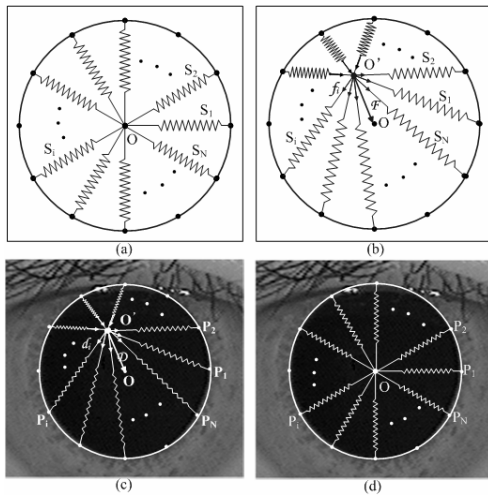 S2
S1
O
Si
SN
(a)
O'
S2
fi
F
S1
O
Si
SN
(b)
O'
P2
di
D
P1
O
Pi
PN
(c)
P2
P1
O
Pi
PN
(d)